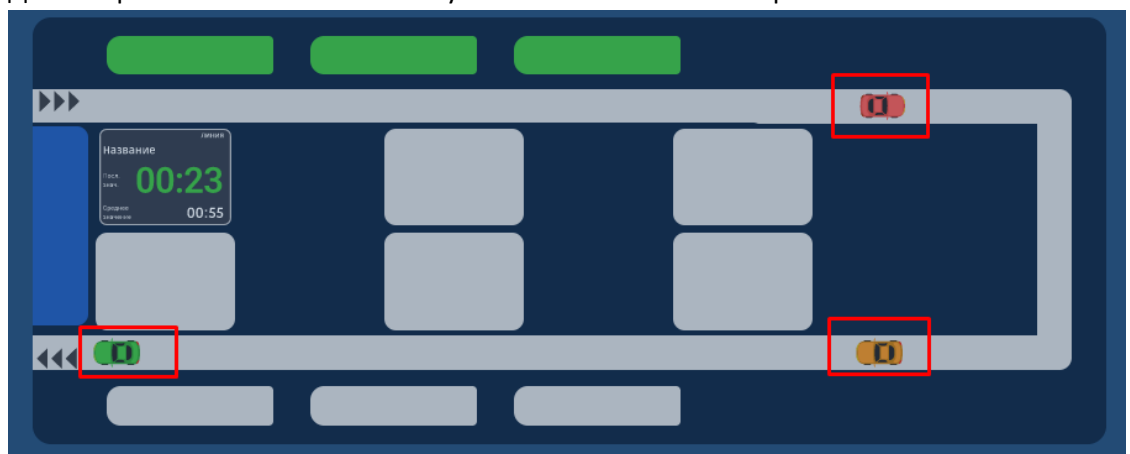 линия
Название
Посл.
знач.
00:23
Среднее
значение
00:55